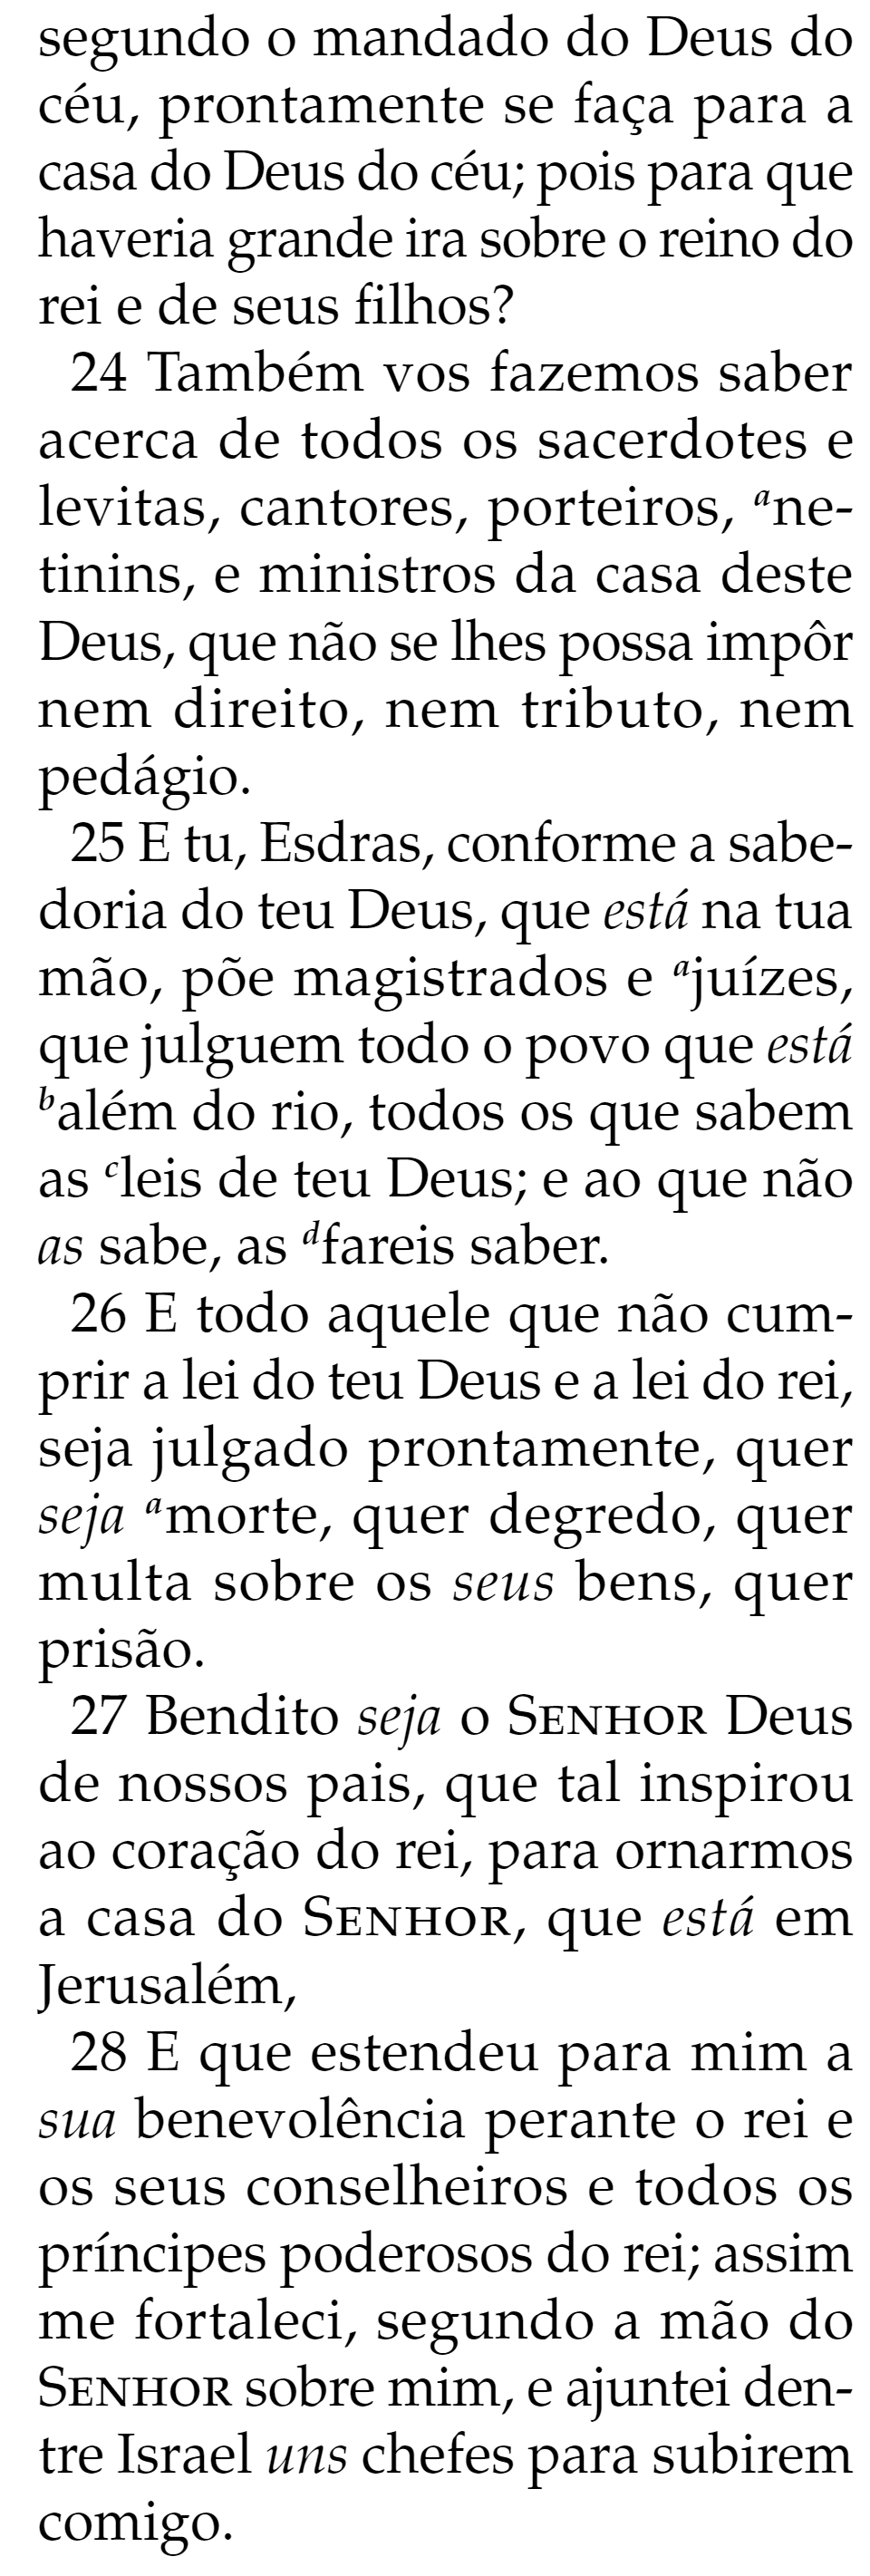 segundo o mandado do Deus do
céu, prontamente se faça para a
casa do Deus do céu; pois para que
haveria grande ira sobre o reino do
rei e de seus filhos?
24 Também vos fazemos saber
acerca de todos os sacerdotes e
levitas, cantores, porteiros, ane-
tinins, e ministros da casa deste
Deus, que não se lhes possa impôr
nem direito, nem tributo, nem
pedágio.
25 E tu, Esdras, conforme a sabe-
doria do teu Deus, que está na tua
mão, põe magistrados e ajuízes,
que julguem todo o povo que está
balém do rio, todos os que sabem
as cleis de teu Deus; e ao que não
as sabe, as dfareis saber.
26 E todo aquele que não cum-
prir a lei do teu Deus e a lei do rei,
seja julgado prontamente, quer
seja amorte, quer degredo, quer
multa sobre os seus bens, quer
prisão.
27 Bendito seja o SENHOR Deus
de nossos pais, que tal inspirou
ao coração do rei, para ornarmos
a casa do SENHOR, que está em
Jerusalém,
28 E que estendeu para mim a
sua benevolência perante o rei e
os seus conselheiros e todos os
príncipes poderosos do rei; assim
me fortaleci, segundo a mão do
SENHOR sobre mim, e ajuntei den-
tre Israel uns chefes para subirem
comigo.